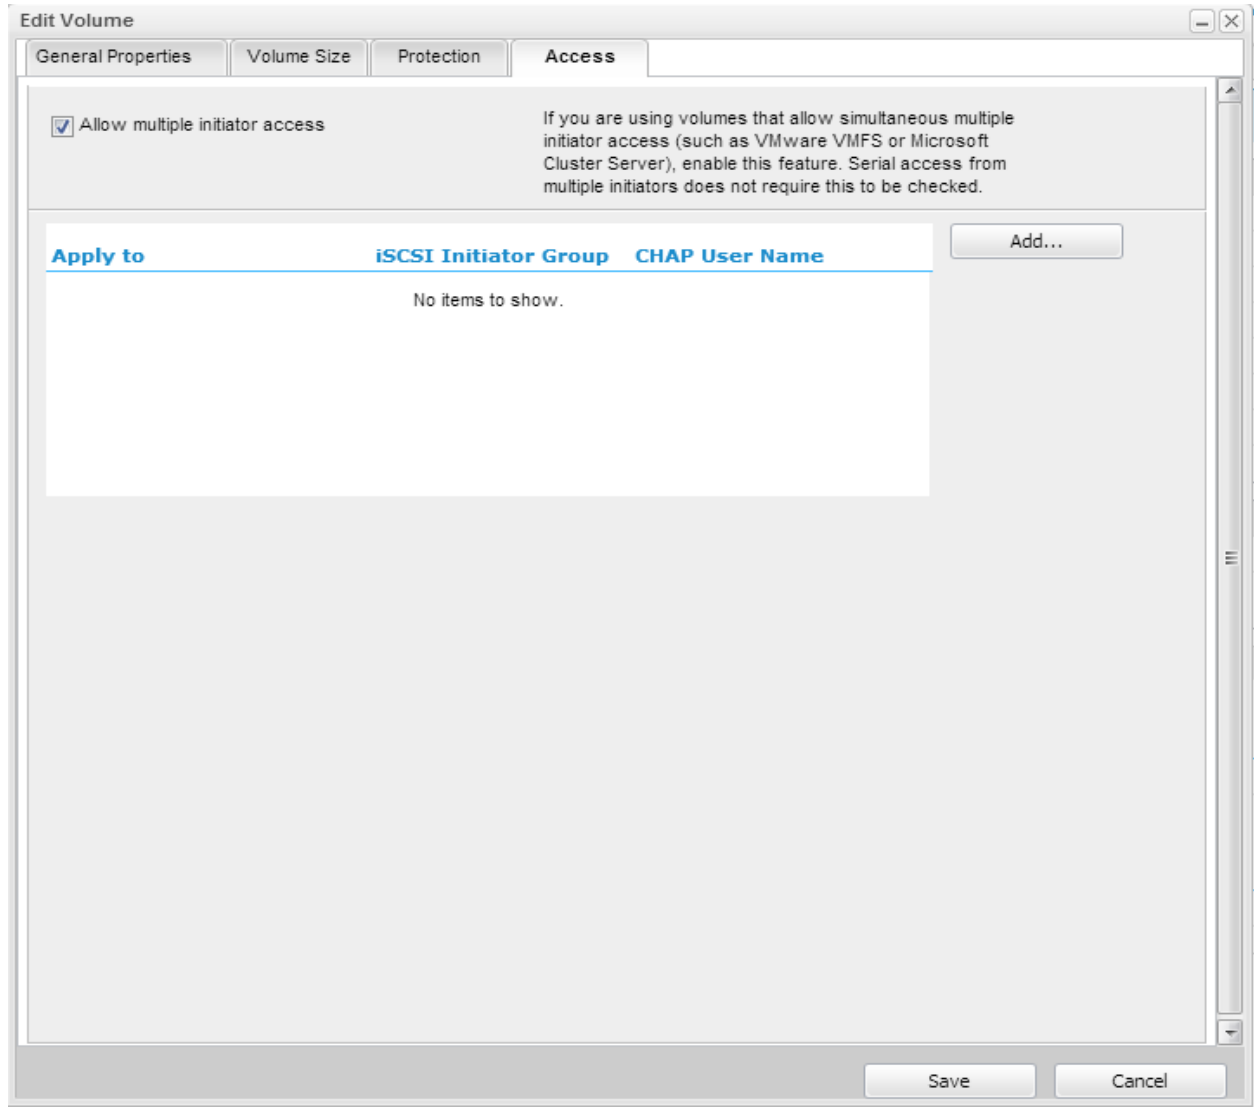 Edit Volume
General Properties Volume Size Protection Access
Allow multiple initiator access
If you are using volumes that allow simultaneous multiple
initiator access (such as VMware VMFS or Microsoft
Cluster Server), enable this feature. Serial access from
multiple initiators does not require this to be checked.
Add...
Apply to iSCSI Initiator Group CHAP User Name
No items to show.
Save Cancel